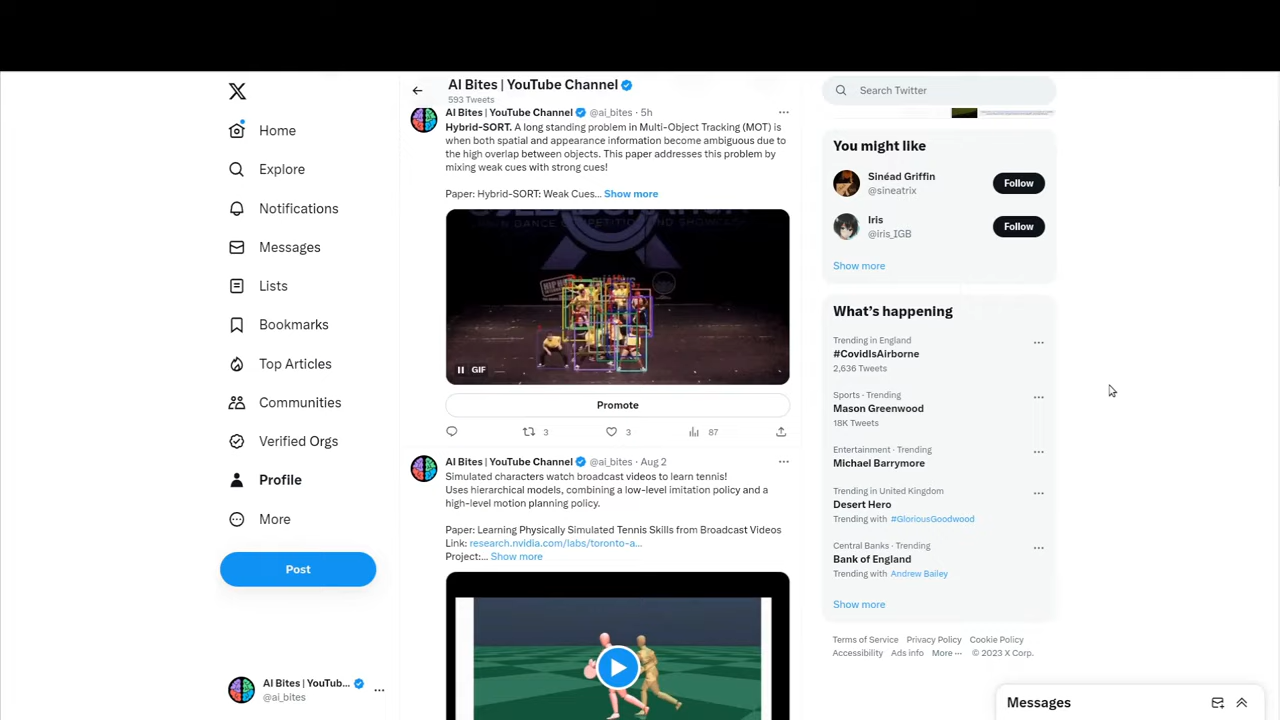 AI Bites | YouTube Channel
593 Tweets
Search Twitter
Home
Explore
Notifications
Messages
Lists
Bookmarks
Top Articles
Communities
Verified Orgs
Profile
More
Post
AI Bites | YouTub...
@ai_bites
AI Bites | YouTube Channel @ai_bites · 5h
Hybrid-SORT. A long standing problem in Multi-Object Tracking (MOT) is
when both spatial and appearance information become ambiguous due to
the high overlap between objects. This paper addresses this problem by
mixing weak cues with strong cues!
Paper: Hybrid-SORT: Weak Cues... Show more
GIF
Promote
3 3 87
AI Bites | YouTube Channel @ai_bites · Aug 2
Simulated characters watch broadcast videos to learn tennis!
Uses hierarchical models, combining a low-level imitation policy and a
high-level motion planning policy.
Paper: Learning Physically Simulated Tennis Skills from Broadcast Videos
Link: research.nvidia.com/labs/toronto-a...
Project:... Show more
You might like
Sinéad Griffin
@sineatrix
Follow
Iris
@iris_IGB
Follow
Show more
What's happening
Trending in England
#CovidIsAirborne
2,636 Tweets
Sports · Trending
Mason Greenwood
18K Tweets
Entertainment · Trending
Michael Barrymore
Trending in United Kingdom
Desert Hero
Trending with #GloriousGoodwood
Central Banks · Trending
Bank of England
Trending with Andrew Bailey
Show more
Terms of Service Privacy Policy Cookie Policy
Accessibility Ads info More ··· © 2023 X Corp.
Messages